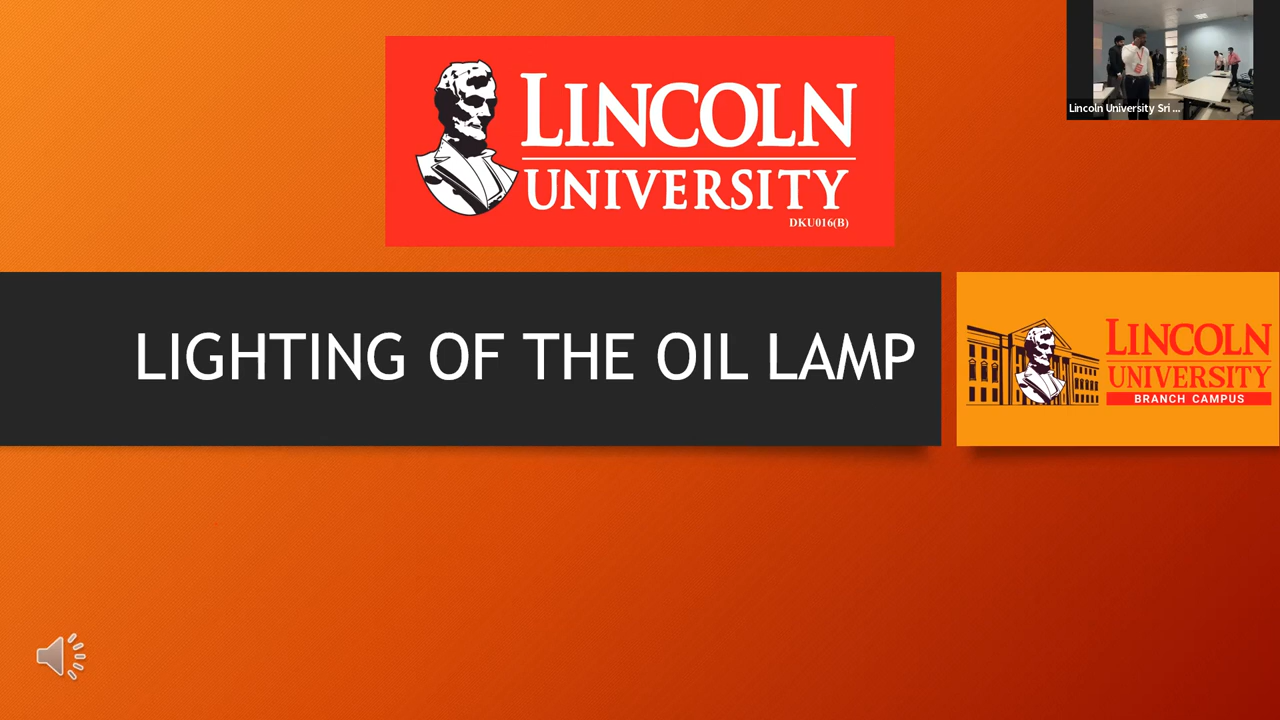 LINCOLN
UNIVERSITY
DKU016(B)
Lincoln University Sri ...
LIGHTING OF THE OIL LAMP
LINCOLN
UNIVERSITY
BRANCH CAMPUS